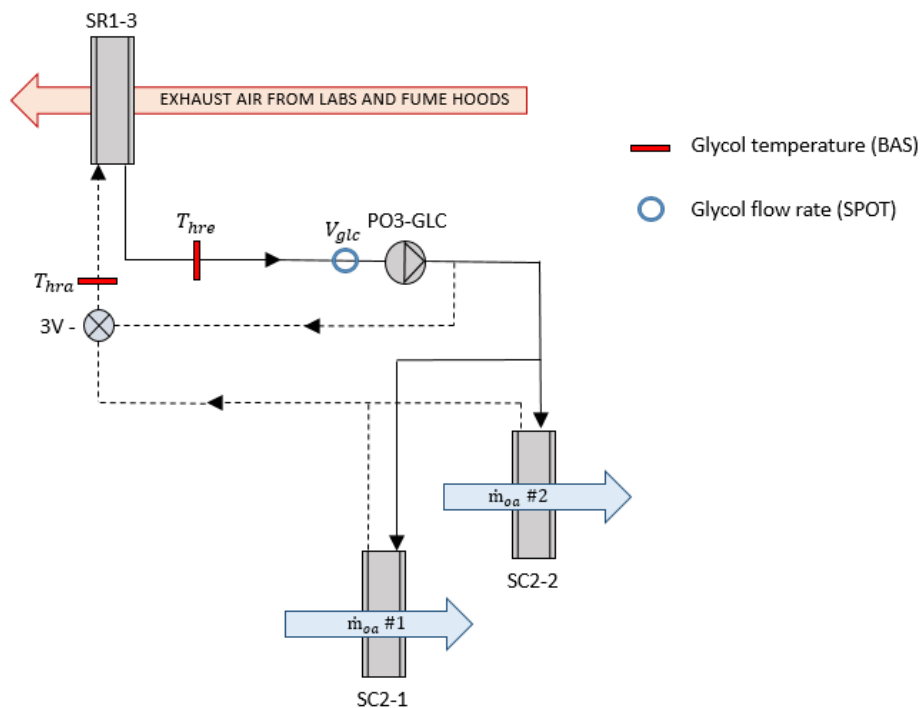 SR1-3
EXHAUST AIR FROM LABS AND FUME HOODS
Glycol temperature (BAS)
Glycol flow rate (SPOT)
T_hre
V_glc
PO3-GLC
T_hra
3V -
ṁ_oa #2
SC2-2
ṁ_oa #1
SC2-1